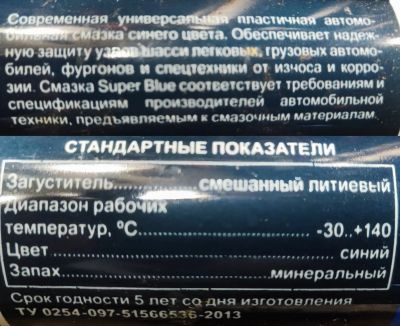 Современная универсальная пластичная автомо-
бильная смазка синего цвета. Обеспечивает надеж-
ную защиту узлов шасси легковых, грузовых автомо-
билей, фургонов и спецтехники от износа и корро-
зии. Смазка Super Blue соответствует требованиям и
спецификациям производителей автомобильной
техники, предъявляемым к смазочным материалам.
СТАНДАРТНЫЕ ПОКАЗАТЕЛИ
Загуститель..............смешанный литиевый
Диапазон рабочих
температур, °С........................-30..+140
Цвет........................................синий
Запах................................минеральный
Срок годности 5 лет со дня изготовления
ТУ 0254-097-51566536-2013